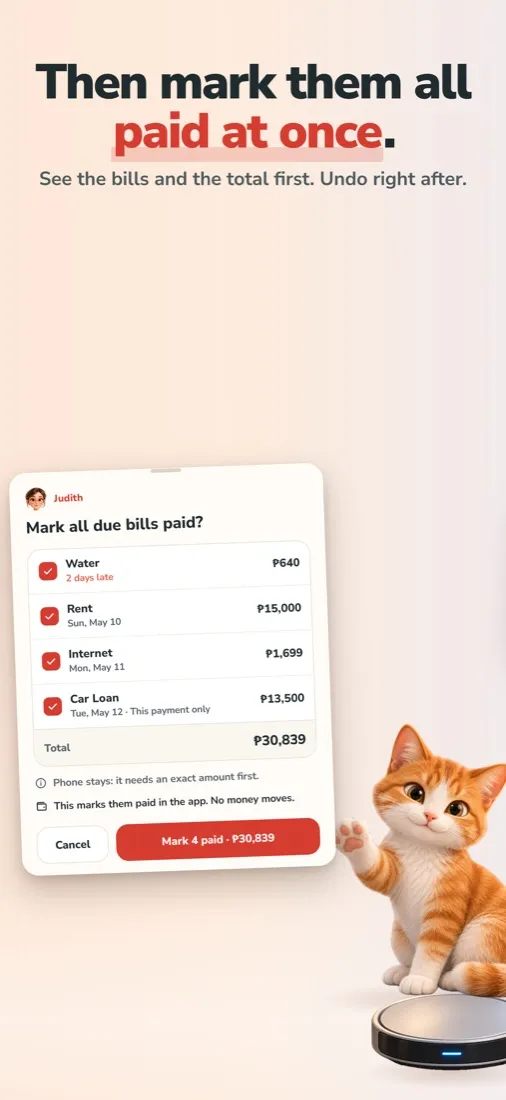 Then mark them all
paid at once.
See the bills and the total first. Undo right after.
Judith
Mark all due bills paid?
Water
₱640
2 days late
Rent
₱15,000
Sun, May 10
Internet
₱1,699
Mon, May 11
Car Loan
₱13,500
Tue, May 12 · This payment only
Total
₱30,839
Phone stays: it needs an exact amount first.
This marks them paid in the app. No money moves.
Cancel
Mark 4 paid · ₱30,839